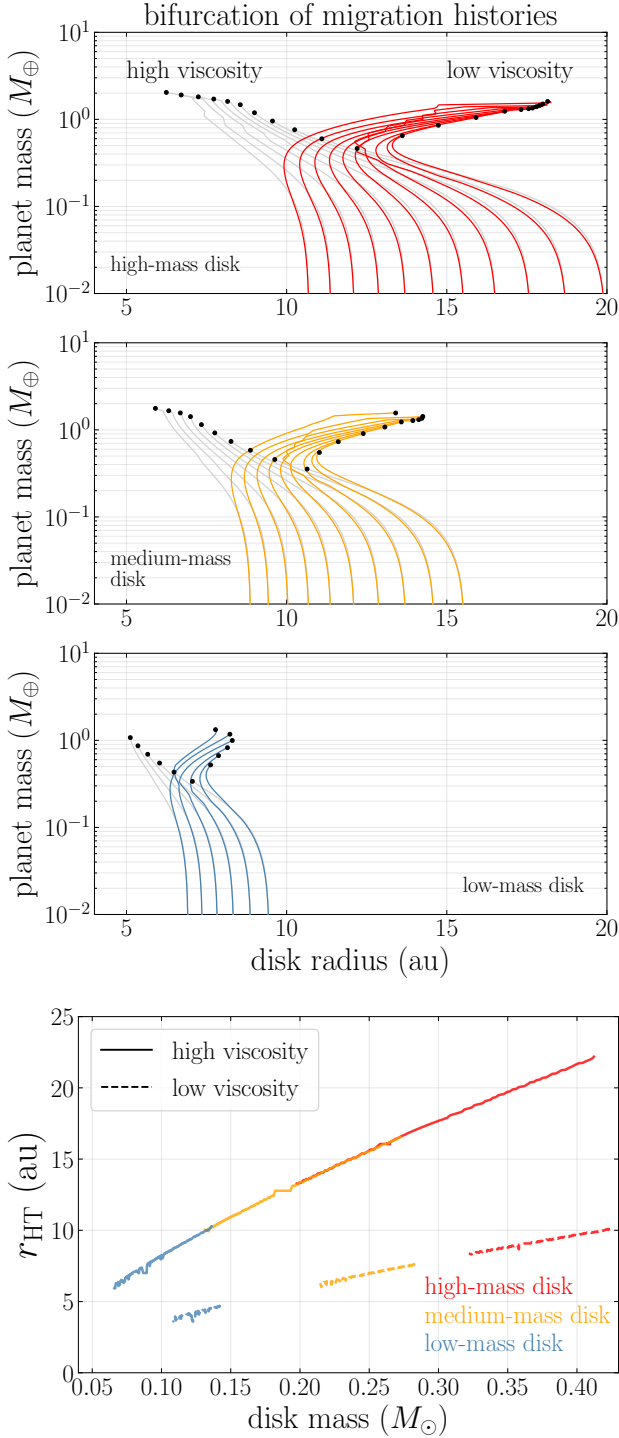 bifurcation of migration histories
planet mass (M⊕)
10¹
10⁰
10⁻¹
10⁻²
high viscosity
low viscosity
high-mass disk
5
10
15
20
planet mass (M⊕)
10¹
10⁰
10⁻¹
10⁻²
medium-mass
disk
5
10
15
20
planet mass (M⊕)
10¹
10⁰
10⁻¹
10⁻²
low-mass disk
5
10
15
20
disk radius (au)
r_HT (au)
25
20
15
10
5
0
high viscosity
low viscosity
high-mass disk
medium-mass disk
low-mass disk
0.05
0.10
0.15
0.20
0.25
0.30
0.35
0.40
disk mass (M⊙)